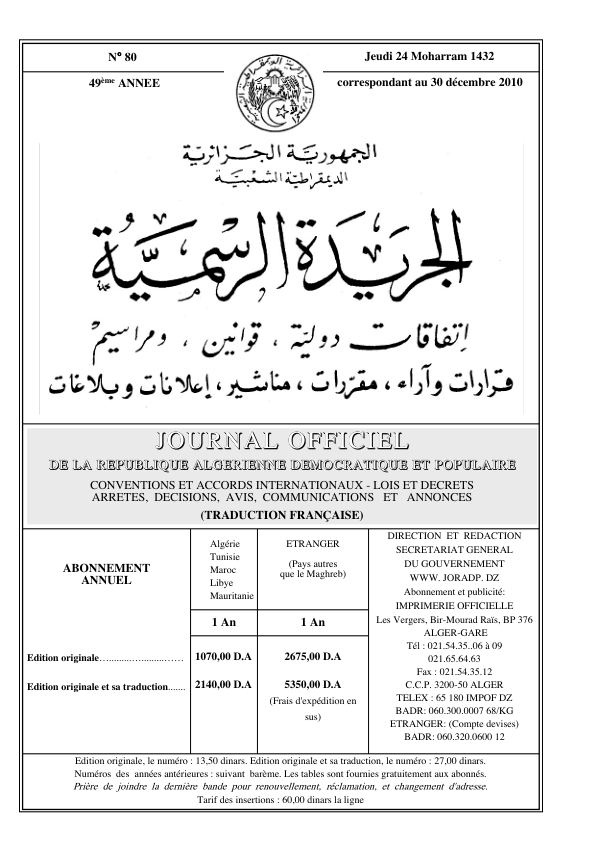 N° 80
Jeudi 24 Moharram 1432
49ème ANNEE
correspondant au 30 décembre 2010
الجمهورية الجزائرية
الديمقراطية الشعبية
الجريدة الرسمية
إتفاقات دولية ، قوانين ، ومراسيم
قرارات وآراء ، مقررات ، مناشير ، إعلانات وبلاغات
JOURNAL OFFICIEL
DE LA REPUBLIQUE ALGERIENNE DEMOCRATIQUE ET POPULAIRE
CONVENTIONS ET ACCORDS INTERNATIONAUX - LOIS ET DECRETS
ARRETES, DECISIONS, AVIS, COMMUNICATIONS ET ANNONCES
(TRADUCTION FRANÇAISE)
ABONNEMENT
ANNUEL
Algérie
Tunisie
Maroc
Libye
Mauritanie
ETRANGER
(Pays autres
que le Maghreb)
1 An
1 An
Edition originale….........…..........……
1070,00 D.A
2675,00 D.A
Edition originale et sa traduction.......
2140,00 D.A
5350,00 D.A
(Frais d'expédition en
sus)
DIRECTION ET REDACTION
SECRETARIAT GENERAL
DU GOUVERNEMENT
WWW. JORADP. DZ
Abonnement et publicité:
IMPRIMERIE OFFICIELLE
Les Vergers, Bir-Mourad Raïs, BP 376
ALGER-GARE
Tél : 021.54.35..06 à 09
021.65.64.63
Fax : 021.54.35.12
C.C.P. 3200-50 ALGER
TELEX : 65 180 IMPOF DZ
BADR: 060.300.0007 68/KG
ETRANGER: (Compte devises)
BADR: 060.320.0600 12
Edition originale, le numéro : 13,50 dinars. Edition originale et sa traduction, le numéro : 27,00 dinars.
Numéros des années antérieures : suivant barème. Les tables sont fournies gratuitement aux abonnés.
Prière de joindre la dernière bande pour renouvellement, réclamation, et changement d'adresse.
Tarif des insertions : 60,00 dinars la ligne